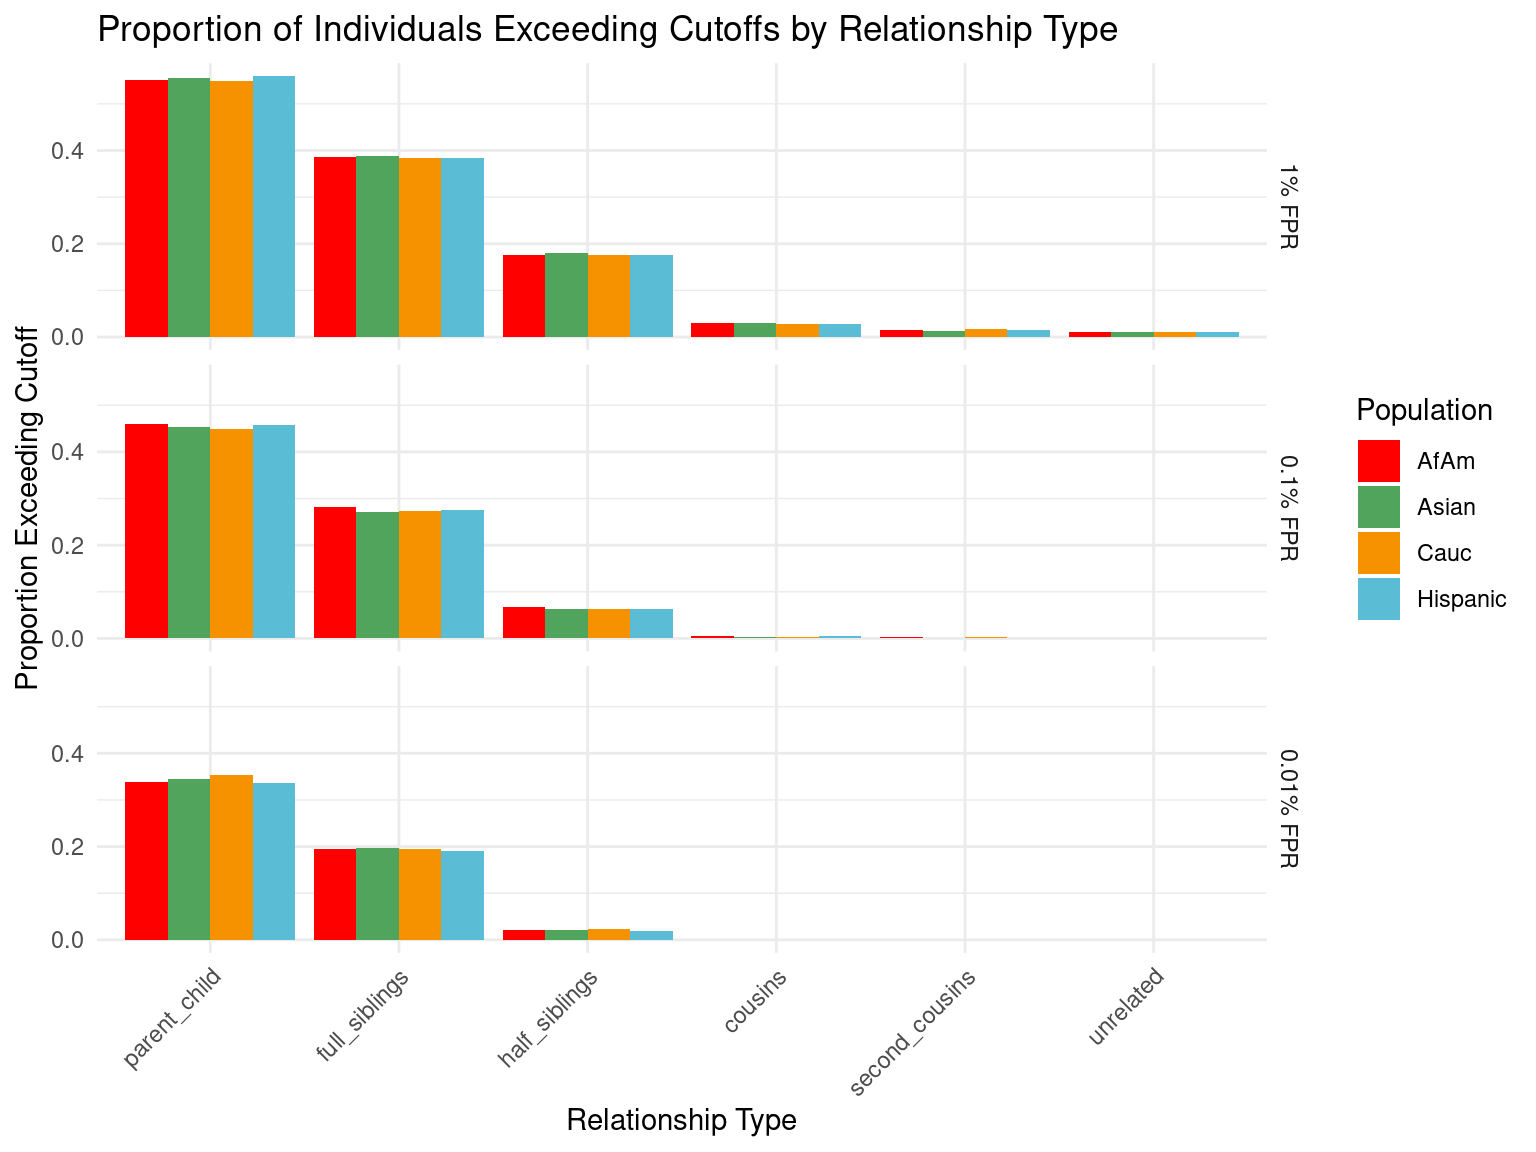 Proportion of Individuals Exceeding Cutoffs by Relationship Type
Proportion Exceeding Cutoff
0.4
0.2
0.0
1% FPR
0.4
0.2
0.0
0.1% FPR
0.4
0.2
0.0
0.01% FPR
parent_child
full_siblings
half_siblings
cousins
second_cousins
unrelated
Relationship Type
Population
AfAm
Asian
Cauc
Hispanic